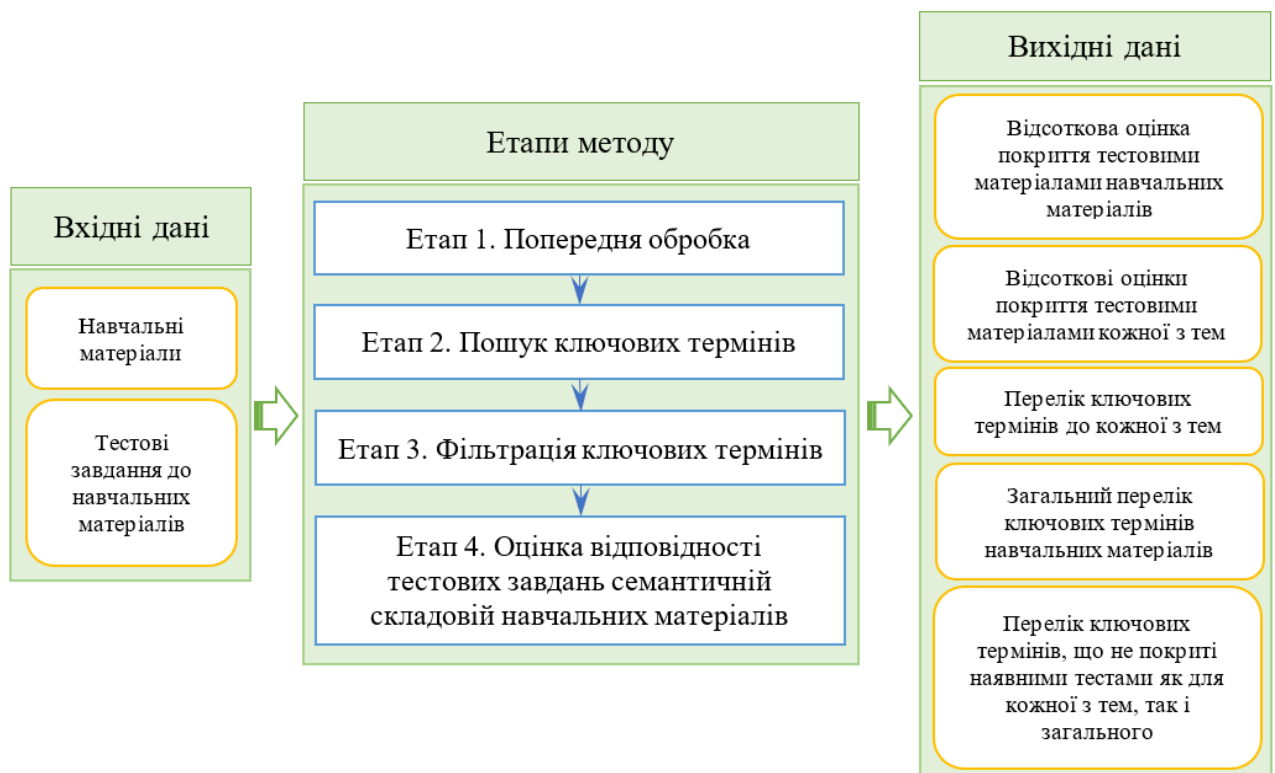 Вхідні дані
Навчальні
матеріали
Тестові
завдання до
навчальних
матеріалів
Етапи методу
Етап 1. Попередня обробка
Етап 2. Пошук ключових термінів
Етап 3. Фільтрація ключових термінів
Етап 4. Оцінка відповідності
тестових завдань семантичній
складовій навчальних матеріалів
Вихідні дані
Відсоткова оцінка
покриття тестовими
матеріалами навчальних
матеріалів
Відсоткові оцінки
покриття тестовими
матеріалами кожної з тем
Перелік ключових
термінів до кожної з тем
Загальний перелік
ключових термінів
навчальних матеріалів
Перелік ключових
термінів, що не покриті
наявними тестами як для
кожної з тем, так і
загального